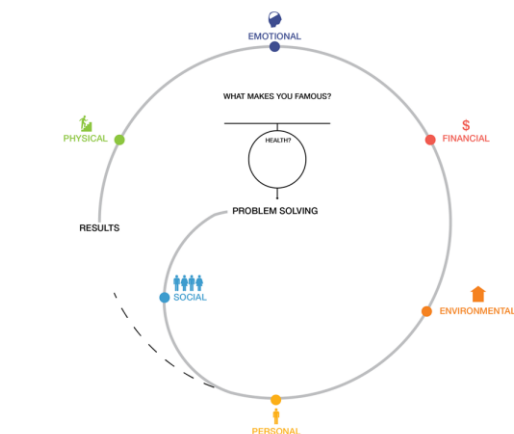 EMOTIONAL
WHAT MAKES YOU FAMOUS?
PHYSICAL
$
FINANCIAL
HEALTH?
PROBLEM SOLVING
RESULTS
SOCIAL
ENVIRONMENTAL
PERSONAL